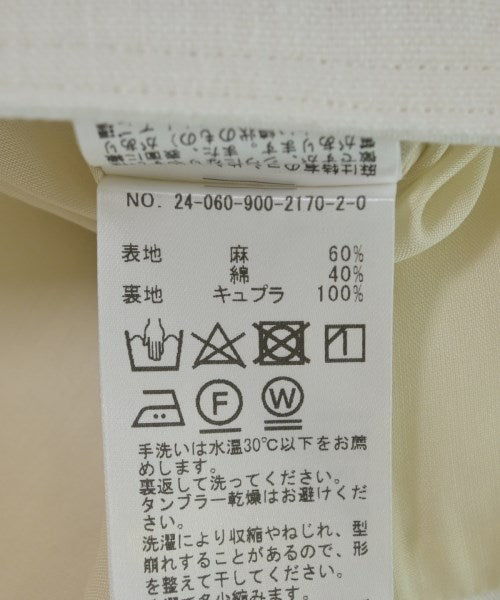 NO. 24-060-900-2170-2-0
表地 麻 60%
綿 40%
裏地 キュプラ 100%
F W
手洗いは水温30℃以下をお薦
めします。
裏返して洗ってください。
タンブラー乾燥はお避けくだ
さい。
洗濯により収縮やねじれ、型
崩れすることがあるので、形
を整えて干してください。